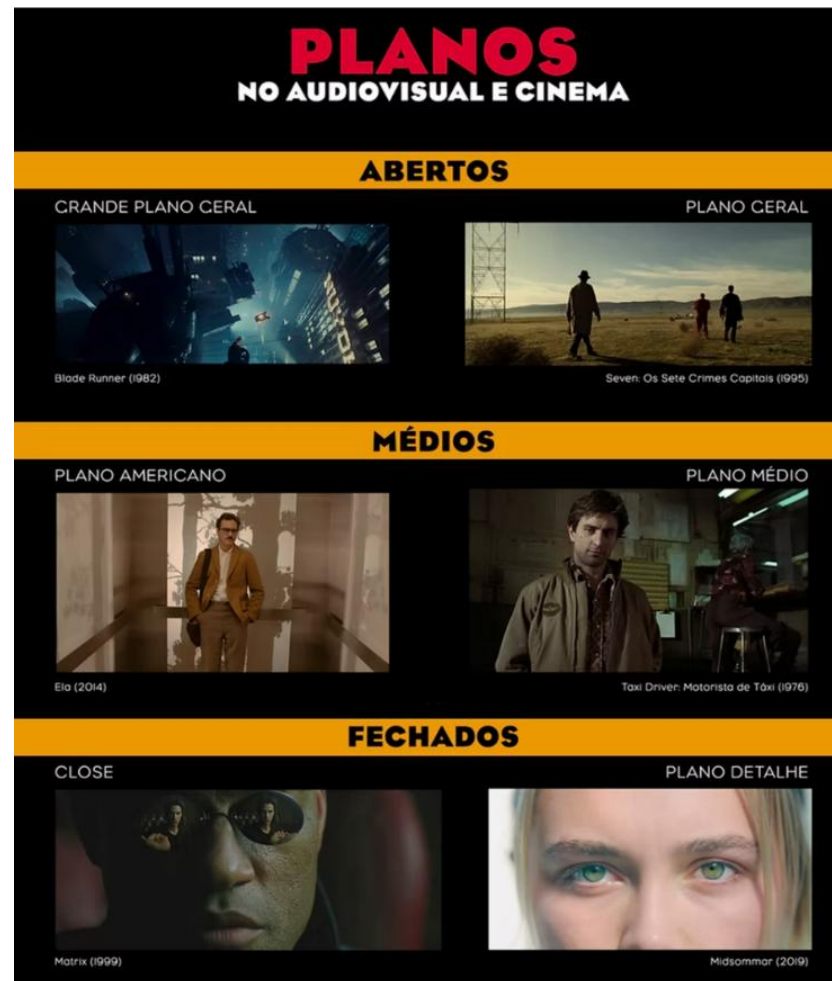 PLANOS
NO AUDIOVISUAL E CINEMA
ABERTOS
GRANDE PLANO GERAL
PLANO GERAL
Blade Runner (1982)
Seven: Os Sete Crimes Capitais (1995)
MÉDIOS
PLANO AMERICANO
PLANO MÉDIO
Ela (2014)
Taxi Driver: Motorista de Táxi (1976)
FECHADOS
CLOSE
PLANO DETALHE
Matrix (1999)
Midsommar (2019)